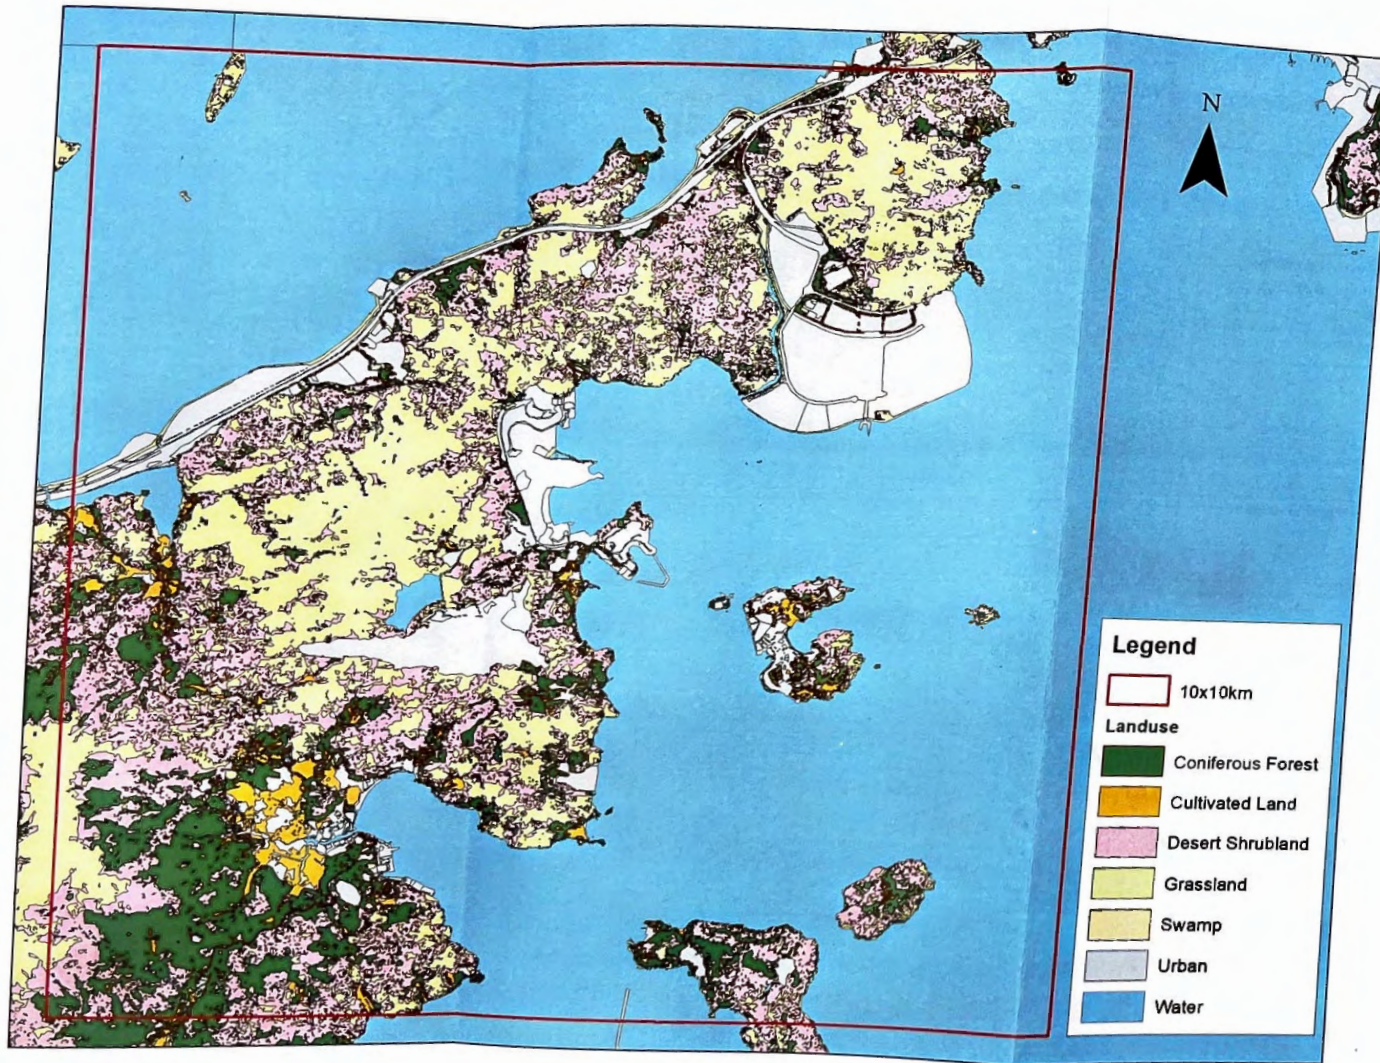 N
Legend
10x10km
Landuse
Coniferous Forest
Cultivated Land
Desert Shrubland
Grassland
Swamp
Urban
Water